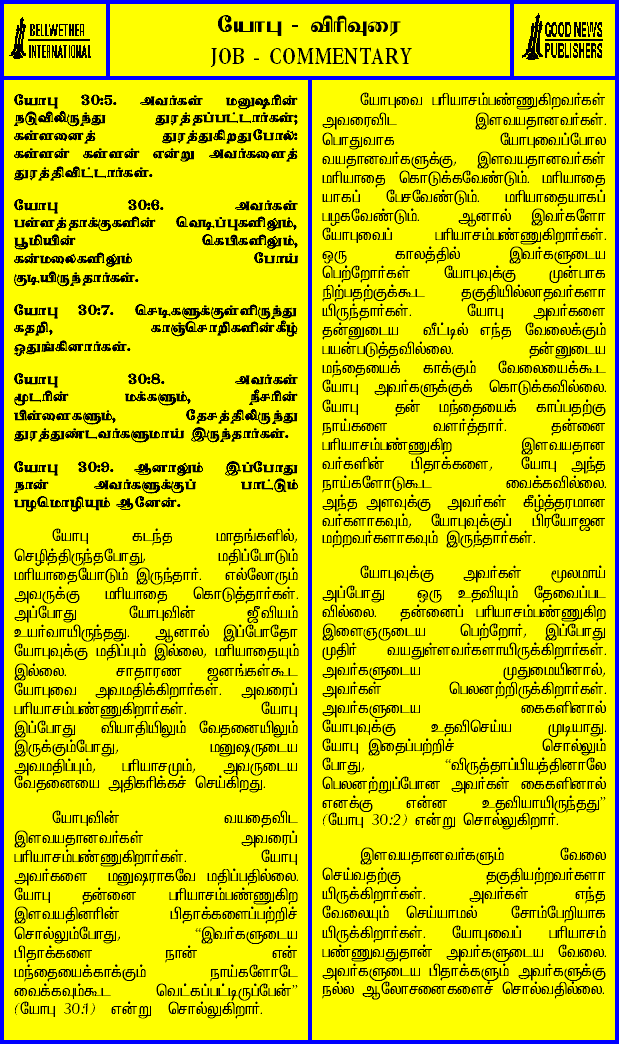 BELLWETHER
INTERNATIONAL
யோபு - விரிவுரை
JOB - COMMENTARY
GOOD NEWS
PUBLISHERS
யோபு 30:5. அவர்கள் மனுஷரின்
நடுவிலிருந்து துரத்தப்பட்டார்கள்;
கள்ளனைத் துரத்துகிறதுபோல்:
கள்ளன் கள்ளன் என்று அவர்களைத்
துரத்திவிட்டார்கள்.
யோபு 30:6. அவர்கள்
பள்ளத்தாக்குகளின் வெடிப்புகளிலும்,
பூமியின் கெபிகளிலும்,
கன்மலைகளிலும் போய்
குடியிருந்தார்கள்.
யோபு 30:7. செடிகளுக்குள்ளிருந்து
கதறி, காஞ்சொறிகளின்கீழ்
ஒதுங்கினார்கள்.
யோபு 30:8. அவர்கள்
மூடரின் மக்களும், நீசரின்
பிள்ளைகளும், தேசத்திலிருந்து
துரத்துண்டவர்களுமாய் இருந்தார்கள்.
யோபு 30:9. ஆனாலும் இப்போது
நான் அவர்களுக்குப் பாட்டும்
பழமொழியும் ஆனேன்.
யோபு கடந்த மாதங்களில்,
செழித்திருந்தபோது, மதிப்போடும்
மரியாதையோடும் இருந்தார். எல்லோரும்
அவருக்கு மரியாதை கொடுத்தார்கள்.
அப்போது யோபுவின் ஜீவியம்
உயர்வாயிருந்தது. ஆனால் இப்போதோ
யோபுவுக்கு மதிப்பும் இல்லை, மரியாதையும்
இல்லை. சாதாரண ஜனங்கள்கூட
யோபுவை அவமதிக்கிறார்கள். அவரைப்
பரியாசம்பண்ணுகிறார்கள். யோபு
இப்போது வியாதியிலும் வேதனையிலும்
இருக்கும்போது, மனுஷருடைய
அவமதிப்பும், பரியாசமும், அவருடைய
வேதனையை அதிகரிக்கச் செய்கிறது.
யோபுவின் வயதைவிட
இளவயதானவர்கள் அவரைப்
பரியாசம்பண்ணுகிறார்கள். யோபு
அவர்களை மனுஷராகவே மதிப்பதில்லை.
யோபு தன்னை பரியாசம்பண்ணுகிற
இளவயதினரின் பிதாக்களைப்பற்றிச்
சொல்லும்போது, “இவர்களுடைய
பிதாக்களை நான் என்
மந்தையைக்காக்கும் நாய்களோடே
வைக்கவும்கூட வெட்கப்பட்டிருப்பேன்”
(யோபு 30:1) என்று சொல்லுகிறார்.
யோபுவை பரியாசம்பண்ணுகிறவர்கள்
அவரைவிட இளவயதானவர்கள்.
பொதுவாக யோபுவைப்போல
வயதானவர்களுக்கு, இளவயதானவர்கள்
மரியாதை கொடுக்கவேண்டும். மரியாதை
யாகப் பேசவேண்டும். மரியாதையாகப்
பழகவேண்டும். ஆனால் இவர்களோ
யோபுவைப் பரியாசம்பண்ணுகிறார்கள்.
ஒரு காலத்தில் இவர்களுடைய
பெற்றோர்கள் யோபுவுக்கு முன்பாக
நிற்பதற்குக்கூட தகுதியில்லாதவர்களா
யிருந்தார்கள். யோபு அவர்களை
தன்னுடைய வீட்டில் எந்த வேலைக்கும்
பயன்படுத்தவில்லை. தன்னுடைய
மந்தையைக் காக்கும் வேலையைக்கூட
யோபு அவர்களுக்குக் கொடுக்கவில்லை.
யோபு தன் மந்தையைக் காப்பதற்கு
நாய்களை வளர்த்தார். தன்னை
பரியாசம்பண்ணுகிற இளவயதான
வர்களின் பிதாக்களை, யோபு அந்த
நாய்களோடுகூட வைக்கவில்லை.
அந்த அளவுக்கு அவர்கள் கீழ்த்தரமான
வர்களாகவும், யோபுவுக்குப் பிரயோஜன
மற்றவர்களாகவும் இருந்தார்கள்.
யோபுவுக்கு அவர்கள் மூலமாய்
அப்போது ஒரு உதவியும் தேவைப்பட
வில்லை. தன்னைப் பரியாசம்பண்ணுகிற
இளைஞருடைய பெற்றோர், இப்போது
முதிர் வயதுள்ளவர்களாயிருக்கிறார்கள்.
அவர்களுடைய முதுமையினால்,
அவர்கள் பெலனற்றிருக்கிறார்கள்.
அவர்களுடைய கைகளினால்
யோபுவுக்கு உதவிசெய்ய முடியாது.
யோபு இதைப்பற்றிச் சொல்லும்
போது, “விருத்தாப்பியத்தினாலே
பெலனற்றுப்போன அவர்கள் கைகளினால்
எனக்கு என்ன உதவியாயிருந்தது”
(யோபு 30:2) என்று சொல்லுகிறார்.
இளவயதானவர்களும் வேலை
செய்வதற்கு தகுதியற்றவர்களா
யிருக்கிறார்கள். அவர்கள் எந்த
வேலையும் செய்யாமல் சோம்பேறியாக
யிருக்கிறார்கள். யோபுவைப் பரியாசம்
பண்ணுவதுதான் அவர்களுடைய வேலை.
அவர்களுடைய பிதாக்களும் அவர்களுக்கு
நல்ல ஆலோசனைகளைச் சொல்வதில்லை.